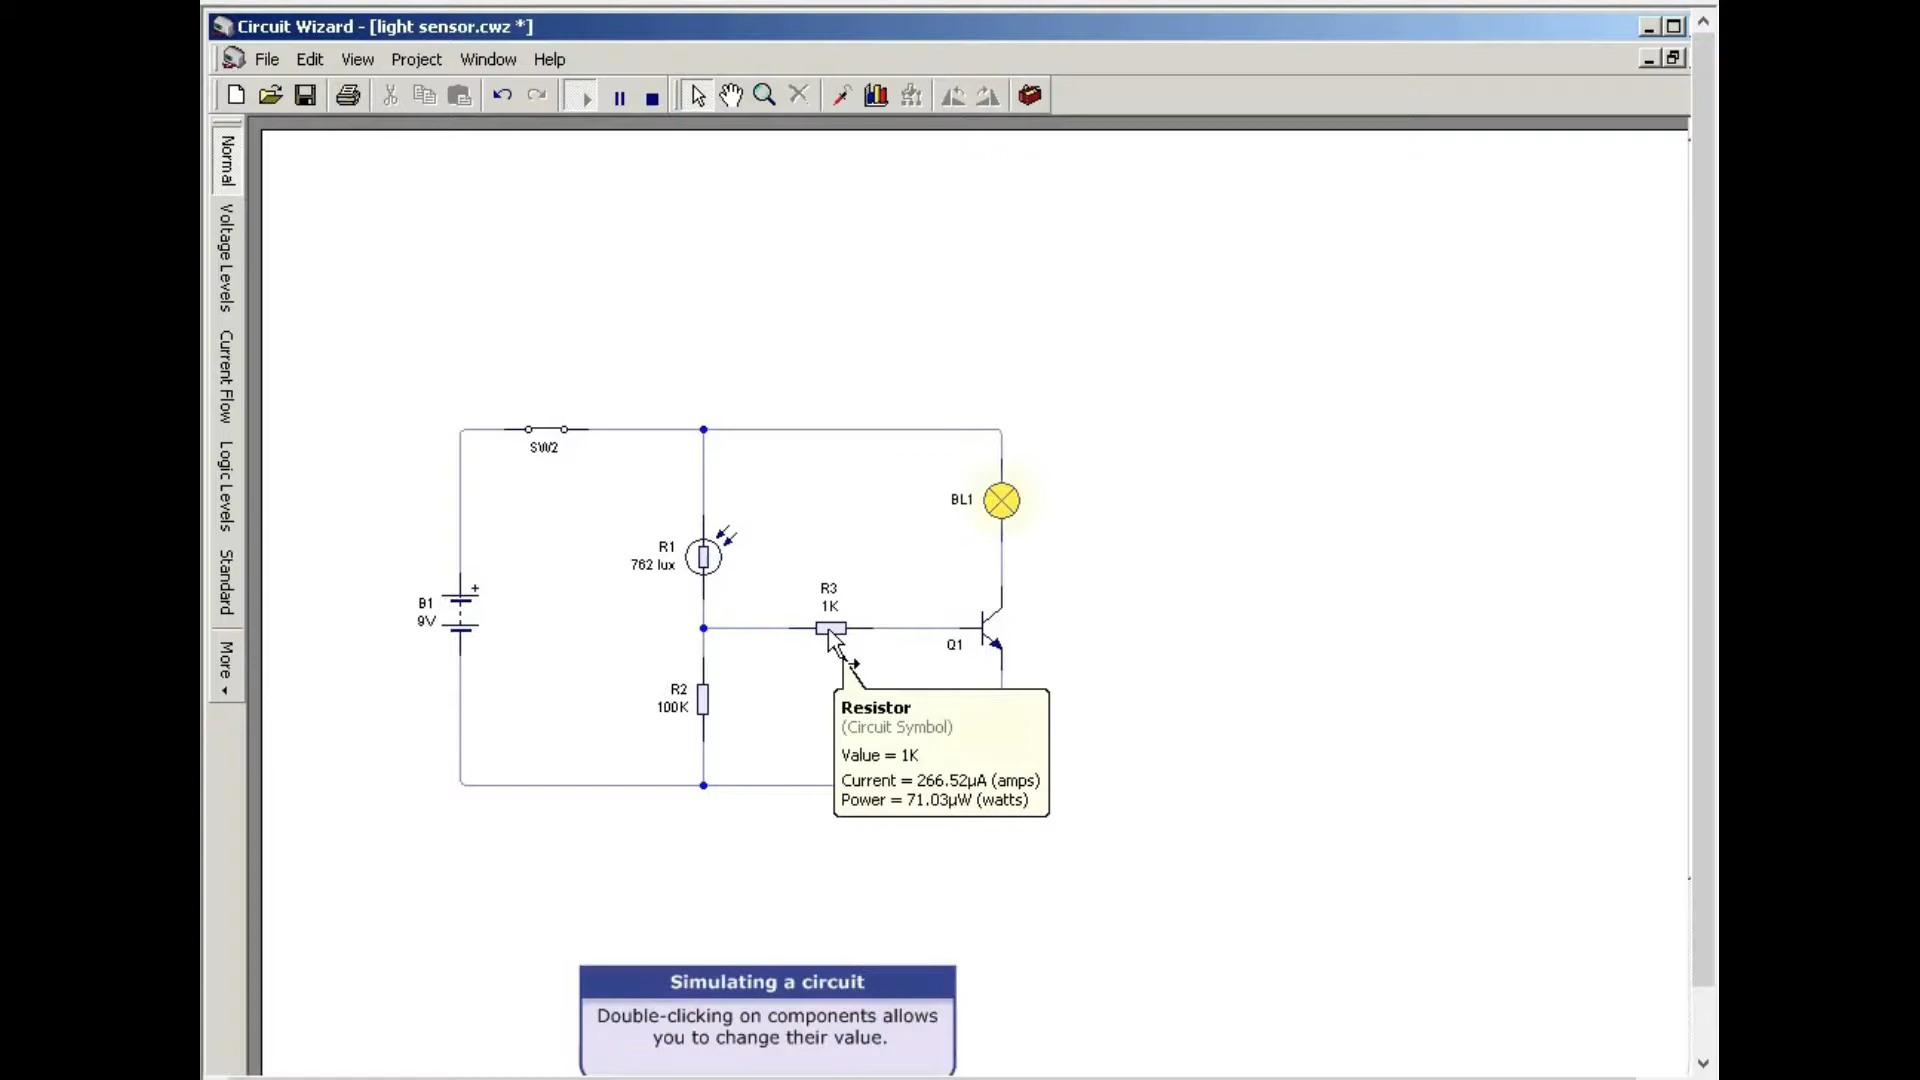 Circuit Wizard - [light sensor.cwz *]
File Edit View Project Window Help
Normal
Voltage Levels
Current Flow
Logic Levels
Standard
More
SW2
BL1
R1
762 lux
R3
1K
B1
9V
+
Q1
R2
100K
Resistor
(Circuit Symbol)
Value = 1K
Current = 266.52µA (amps)
Power = 71.03µW (watts)
Simulating a circuit
Double-clicking on components allows
you to change their value.